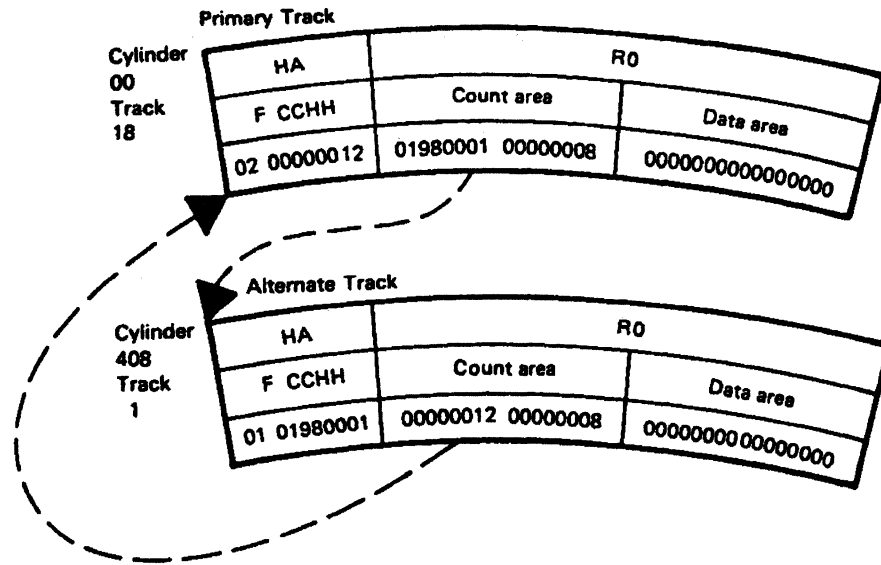 Primary Track
Cylinder
00
Track
18
HA
R0
F CCHH
Count area
Data area
02 00000012
01980001 00000008
0000000000000000
Alternate Track
Cylinder
408
Track
1
HA
R0
F CCHH
Count area
Data area
01 01980001
00000012 00000008
0000000000000000